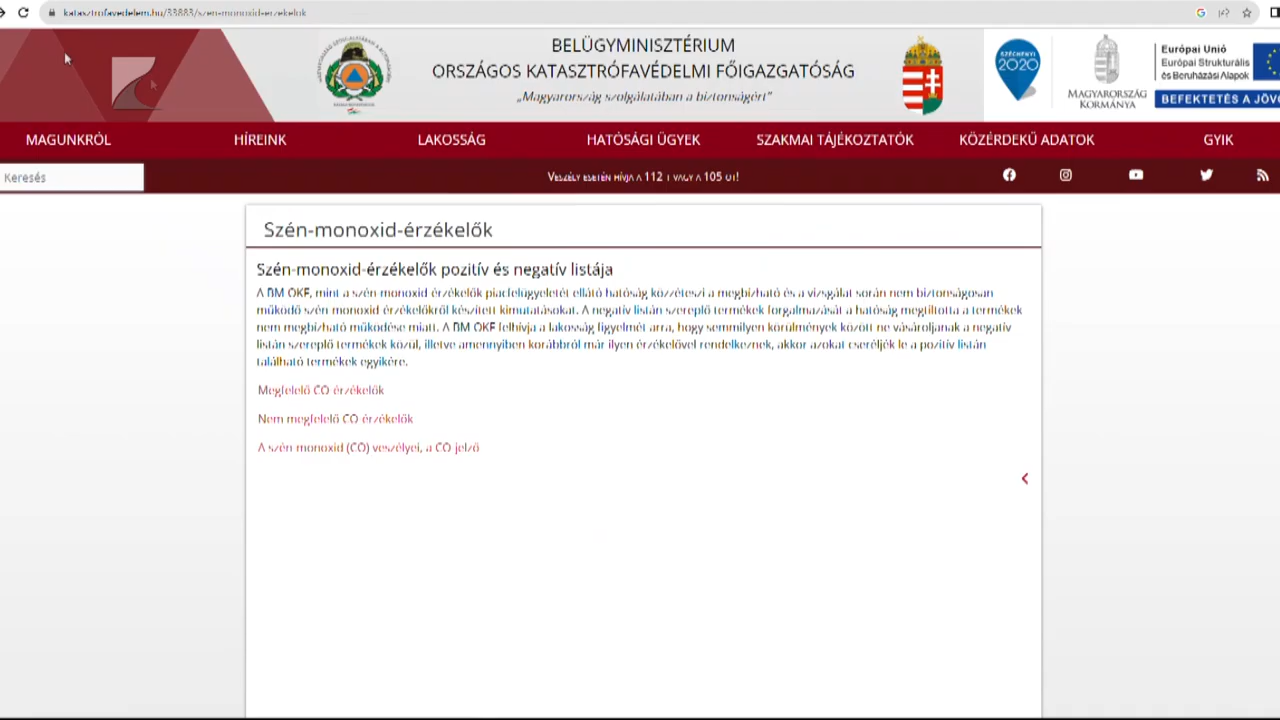 katasztrofavedelem.hu/33883/szen-monoxid-erzekelok
BELÜGYMINISZTÉRIUM
ORSZÁGOS KATASZTRÓFAVÉDELMI FŐIGAZGATÓSÁG
„Magyarország szolgálatában a biztonságért"
SZÉCHENYI
2020
MAGYARORSZÁG
KORMÁNYA
Európai Unió
Európai Strukturális
és Beruházási Alapok
BEFEKTETÉS A JÖV
MAGUNKRÓL HÍREINK LAKOSSÁG HATÓSÁGI ÜGYEK SZAKMAI TÁJÉKOZTATÓK KÖZÉRDEKŰ ADATOK GYIK
Keresés
Veszély esetén hívja a 112-t vagy a 105-öt!
Szén-monoxid-érzékelők
Szén-monoxid-érzékelők pozitív és negatív listája
A BM OKF, mint a szén-monoxid-érzékelők piacfelügyeletét ellátó hatóság közzéteszi a megbízható és a vizsgálat során nem biztonságosan
működő szén-monoxid-érzékelőkről készített kimutatásokat. A negatív listán szereplő termékek forgalmazását a hatóság megtiltotta a termékek
nem megbízható működése miatt. A BM OKF felhívja a lakosság figyelmét arra, hogy semmilyen körülmények között ne vásároljanak a negatív
listán szereplő termékek közül, illetve amennyiben korábbról már ilyen érzékelővel rendelkeznek, akkor azokat cseréljék le a pozitív listán
található termékek egyikére.
Megfelelő CO-érzékelők
Nem megfelelő CO-érzékelők
A szén-monoxid (CO) veszélyei, a CO-jelző